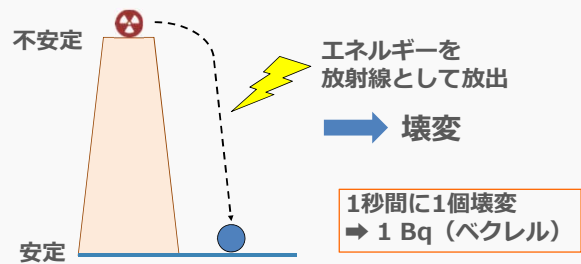 不安定
エネルギーを
放射線として放出
壊変
1秒間に1個壊変
➡ 1 Bq（ベクレル）
安定